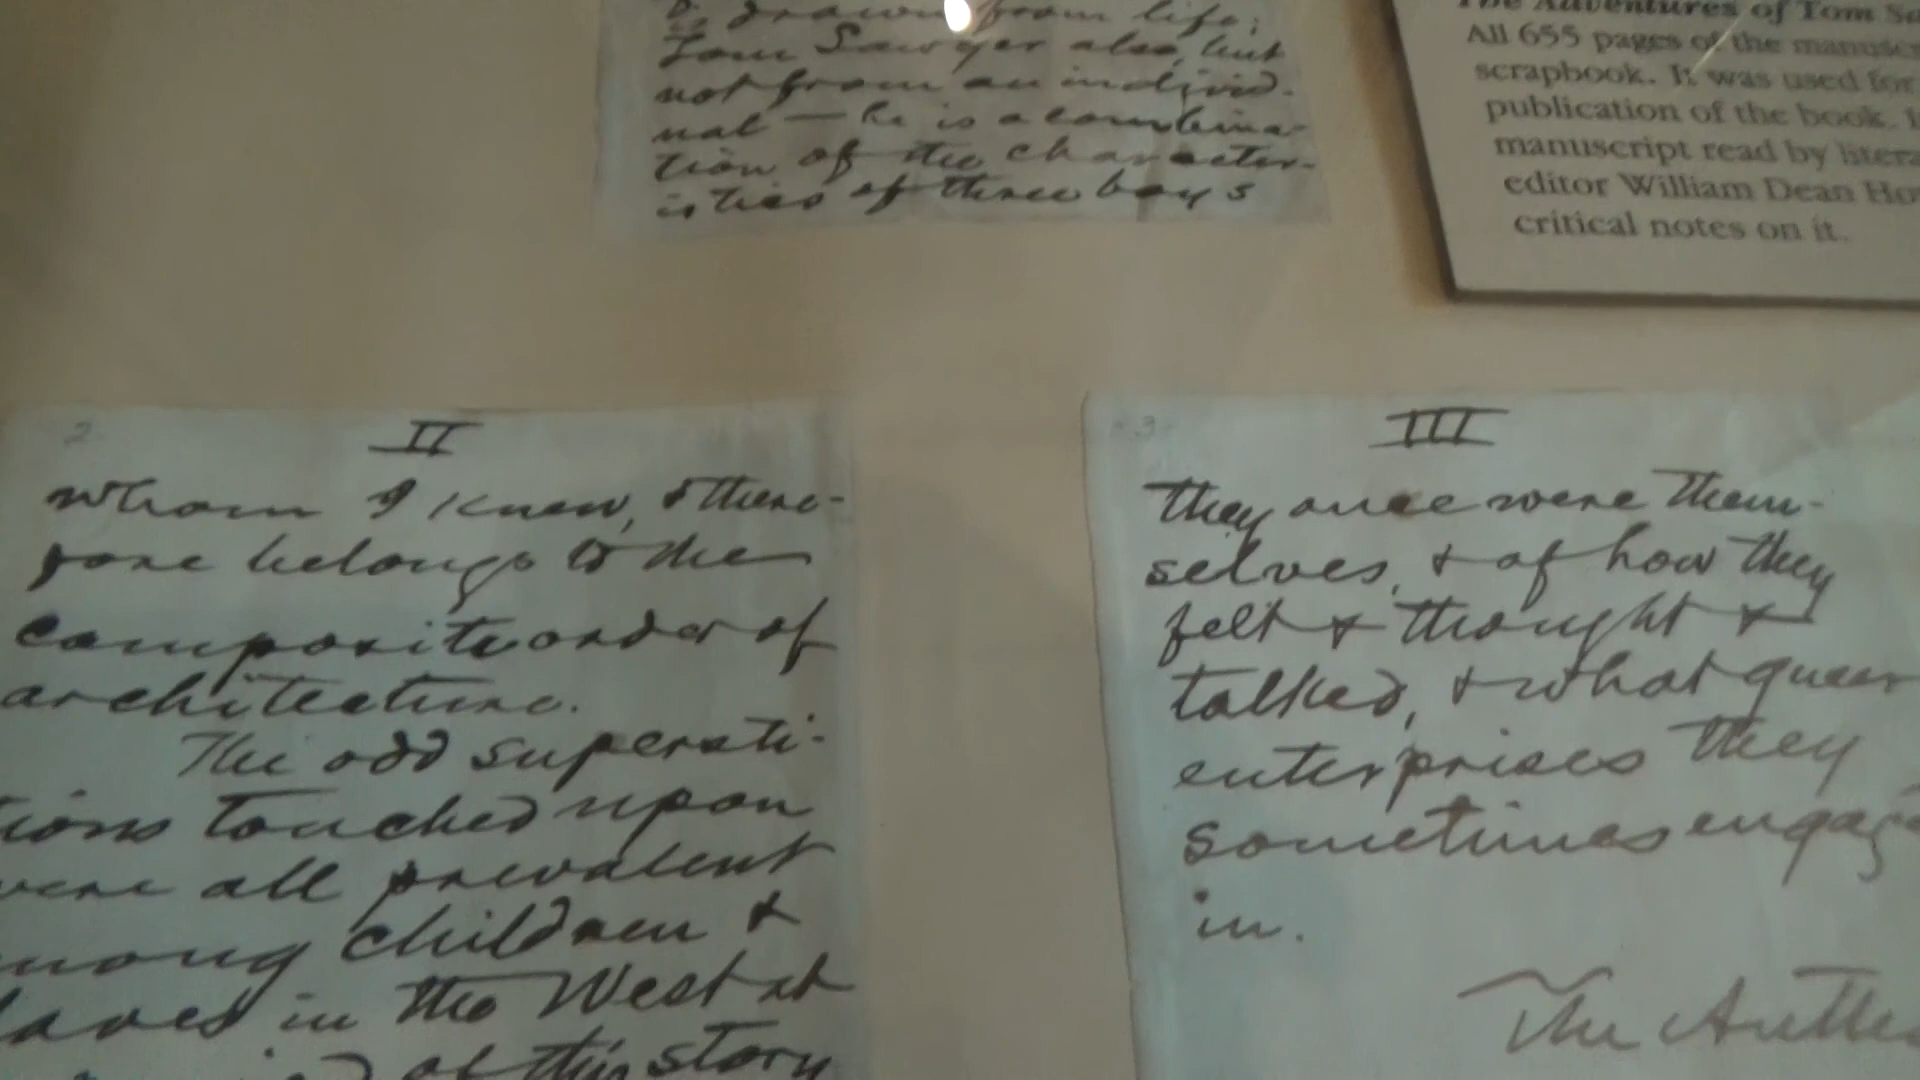 is drawn from life;
Tom Sawyer also, but
not from an individ-
ual — he is a combina-
tion of the character-
istics of three boys
The Adventures of Tom Sa
All 655 pages of the manuscr
scrapbook. It was used for
publication of the book. I
manuscript read by litera
editor William Dean Ho
critical notes on it.
2
II
whom I knew, & there-
fore belongs to the
composite order of
architecture.
The odd supersti-
tions touched upon
were all prevalent
among children &
slaves in the West at
of this story
3
III
they once were them-
selves, & of how they
felt & thought &
talked, & what queer
enterprises they
sometimes engag
in.
The Autho